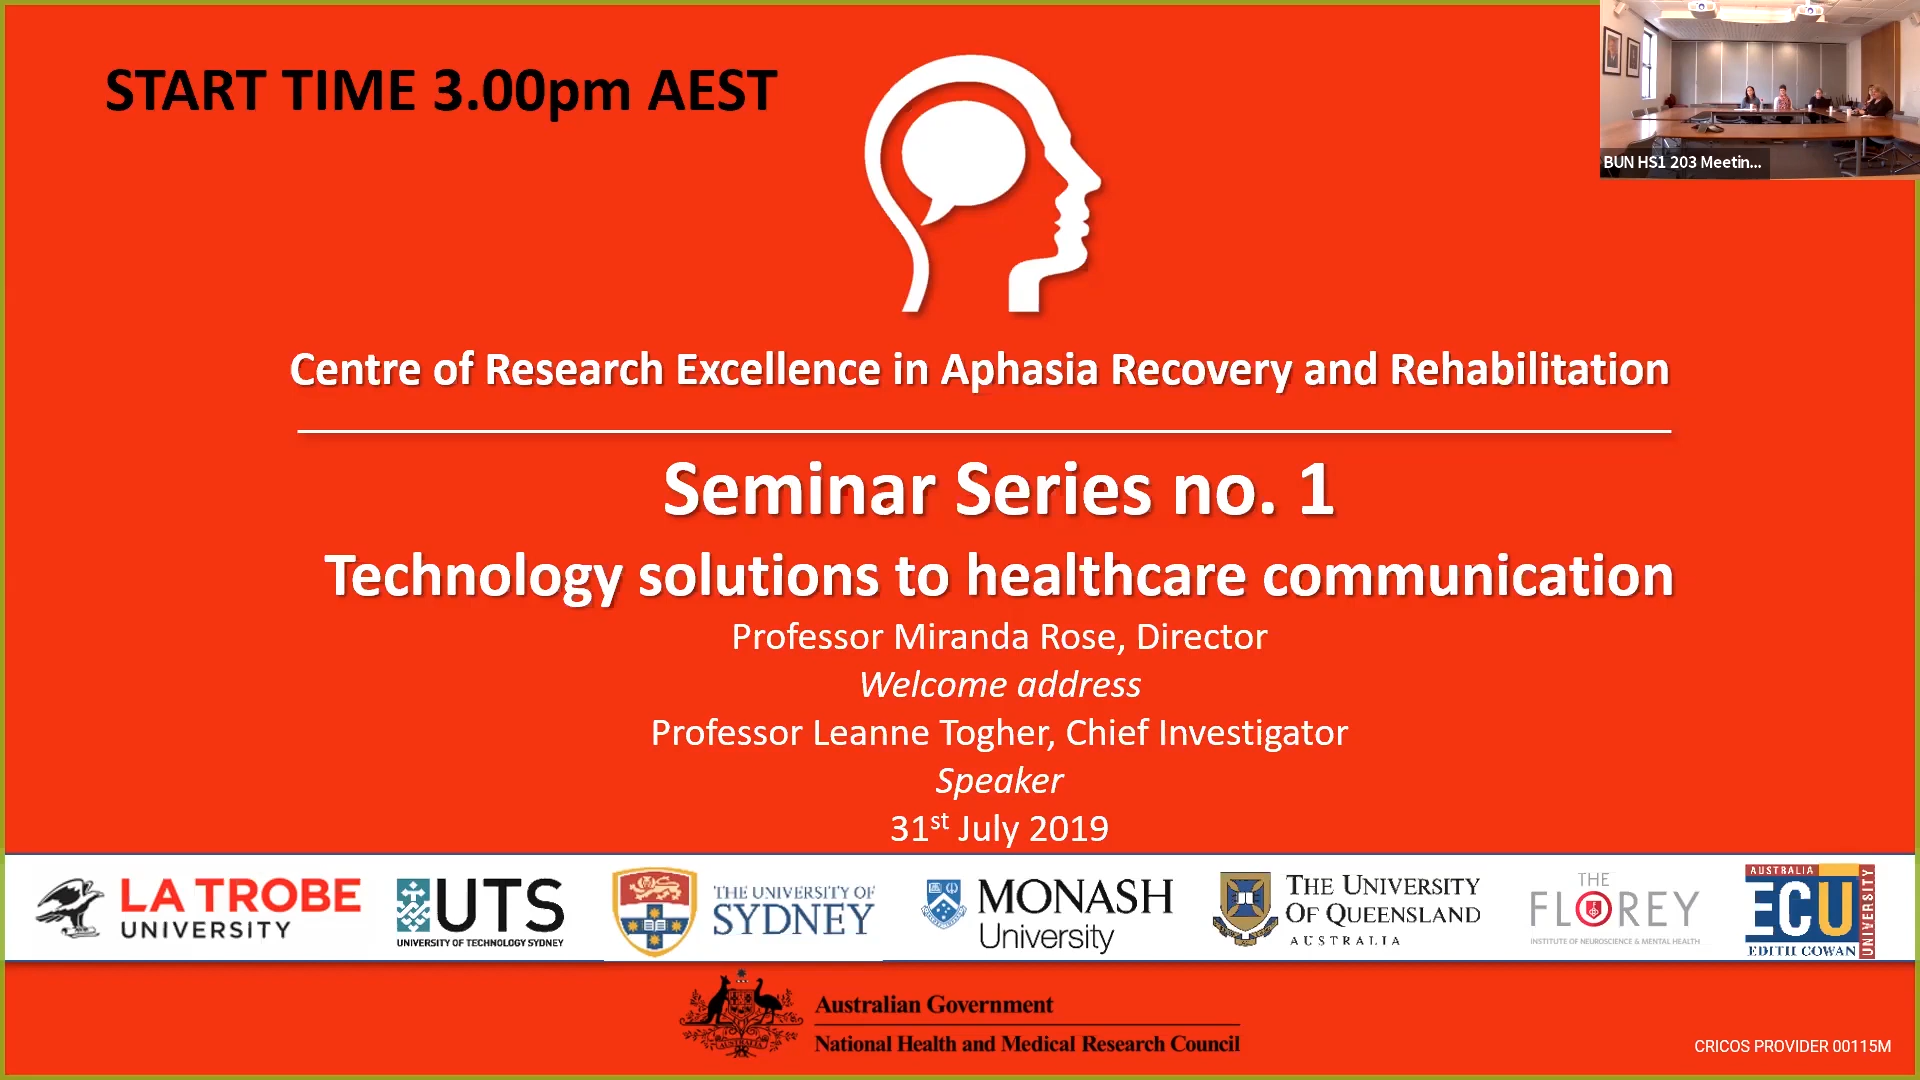 START TIME 3.00pm AEST
BUN HS1 203 Meetin...
Centre of Research Excellence in Aphasia Recovery and Rehabilitation
Seminar Series no. 1
Technology solutions to healthcare communication
Professor Miranda Rose, Director
Welcome address
Professor Leanne Togher, Chief Investigator
Speaker
31st July 2019
LA TROBE
UNIVERSITY
UTS
UNIVERSITY OF TECHNOLOGY SYDNEY
THE UNIVERSITY OF
SYDNEY
MONASH
University
THE UNIVERSITY
OF QUEENSLAND
AUSTRALIA
THE
FLOREY
INSTITUTE OF NEUROSCIENCE & MENTAL HEALTH
AUSTRALIA
ECU
EDITH COWAN
UNIVERSITY
AUSTRALIA
Australian Government
National Health and Medical Research Council
CRICOS PROVIDER 00115M